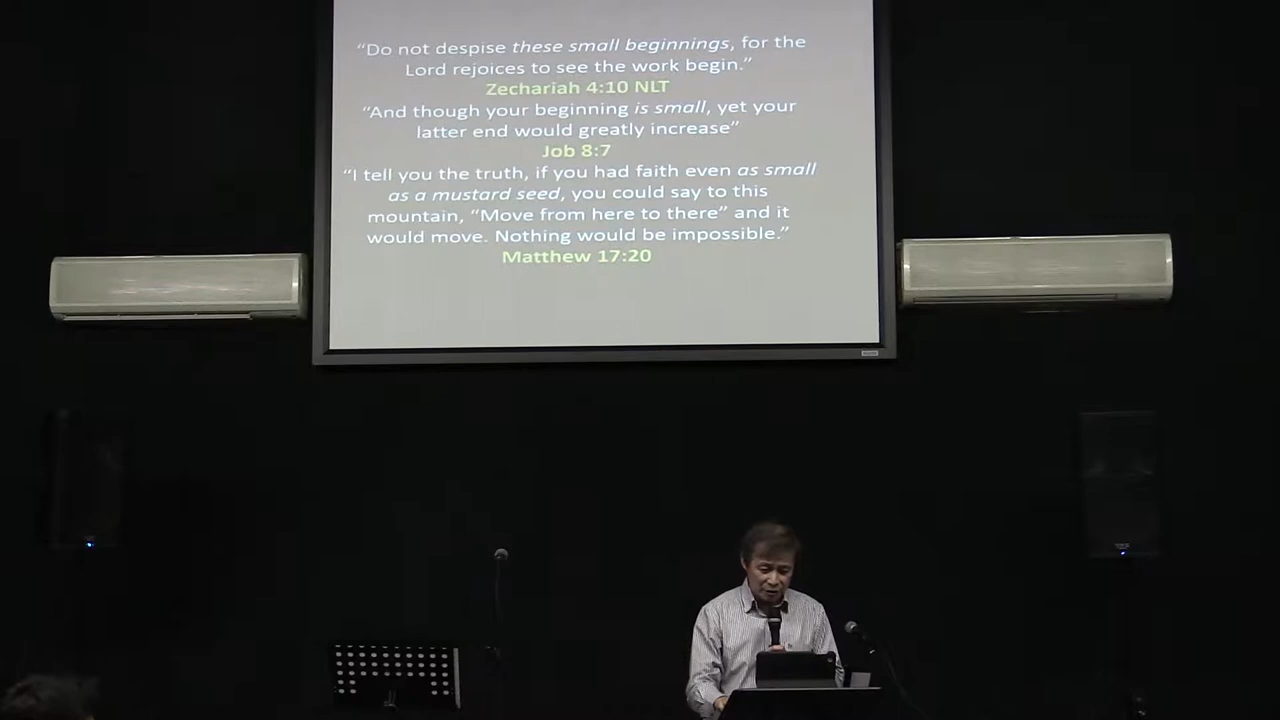 “Do not despise these small beginnings, for the
Lord rejoices to see the work begin.”
Zechariah 4:10 NLT
“And though your beginning is small, yet your
latter end would greatly increase”
Job 8:7
“I tell you the truth, if you had faith even as small
as a mustard seed, you could say to this
mountain, “Move from here to there” and it
would move. Nothing would be impossible.”
Matthew 17:20